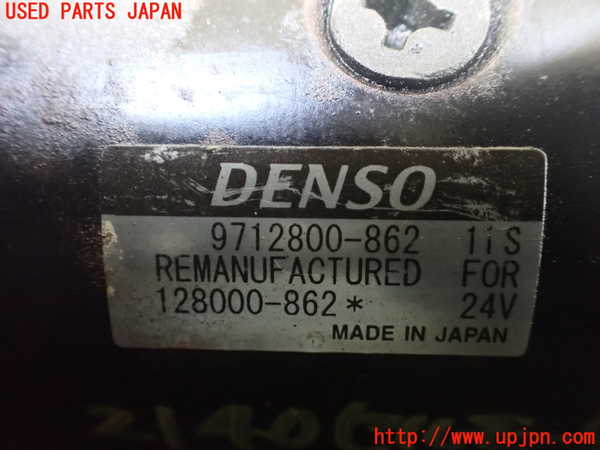 USED PARTS JAPAN
DENSO
9712800-862 1iS
REMANUFACTURED FOR
128000-862* 24V
MADE IN JAPAN
http://www.upjpn.com/